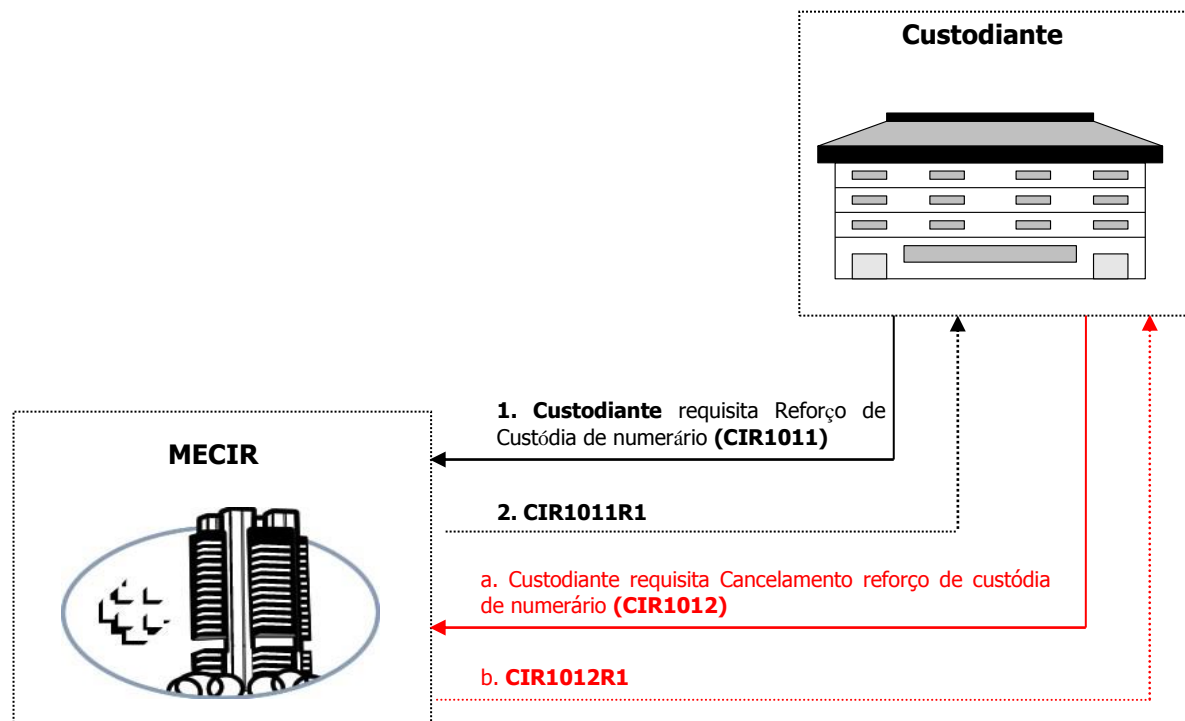 Custodiante
1. Custodiante requisita Reforço de
Custódia de numerário (CIR1011)
MECIR
2. CIR1011R1
a. Custodiante requisita Cancelamento reforço de custódia
de numerário (CIR1012)
b. CIR1012R1